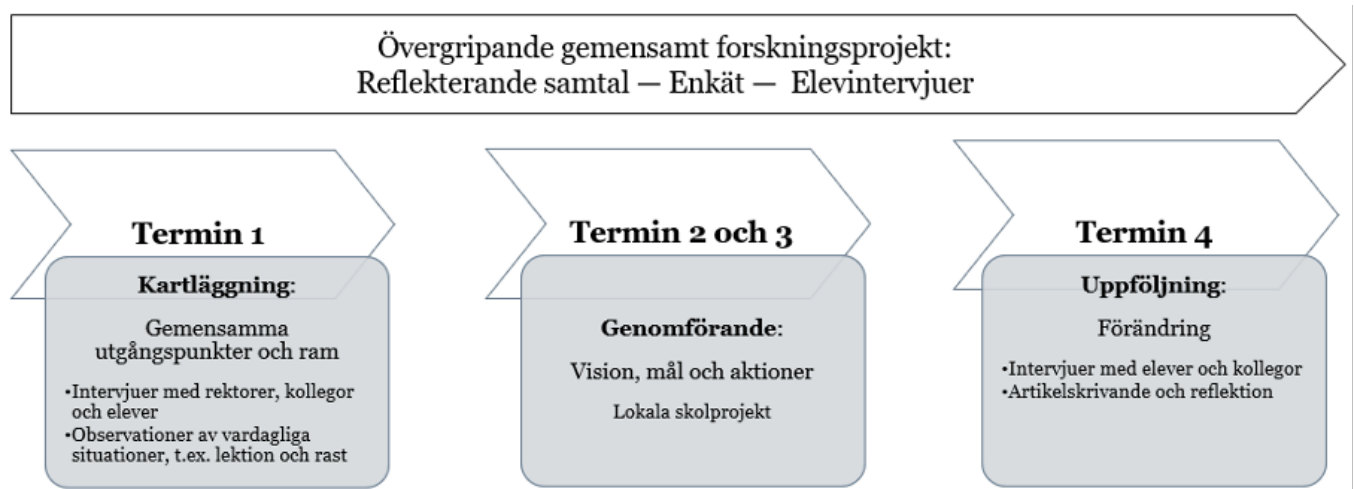 Övergripande gemensamt forskningsprojekt:
Reflekterande samtal — Enkät — Elevintervjuer
Termin 1
Kartläggning:
Gemensamma
utgångspunkter och ram
•Intervjuer med rektorer, kollegor
och elever
•Observationer av vardagliga
situationer, t.ex. lektion och rast
Termin 2 och 3
Genomförande:
Vision, mål och aktioner
Lokala skolprojekt
Termin 4
Uppföljning:
Förändring
•Intervjuer med elever och kollegor
•Artikelskrivande och reflektion